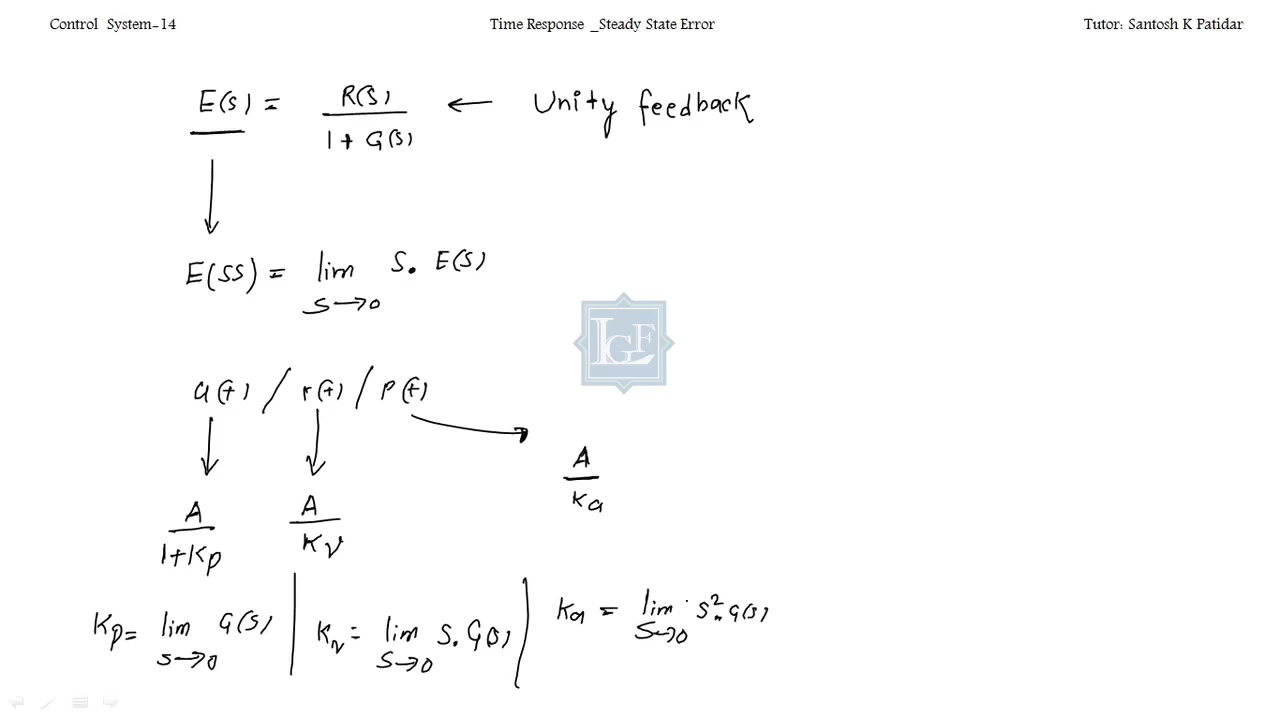 Control System-14 Time Response _Steady State Error Tutor: Santosh K Patidar
E(s) = R(s) / 1 + G(s) ← Unity feedback
E(SS) = lim s→0 S. E(S)
u(t) / r(t) / p(t)
A / 1+Kp
A / Kv
A / Ka
Kp = lim s→0 G(s)
Kv = lim s→0 S. G(s)
Ka = lim s→0 S². G(s)
LGF